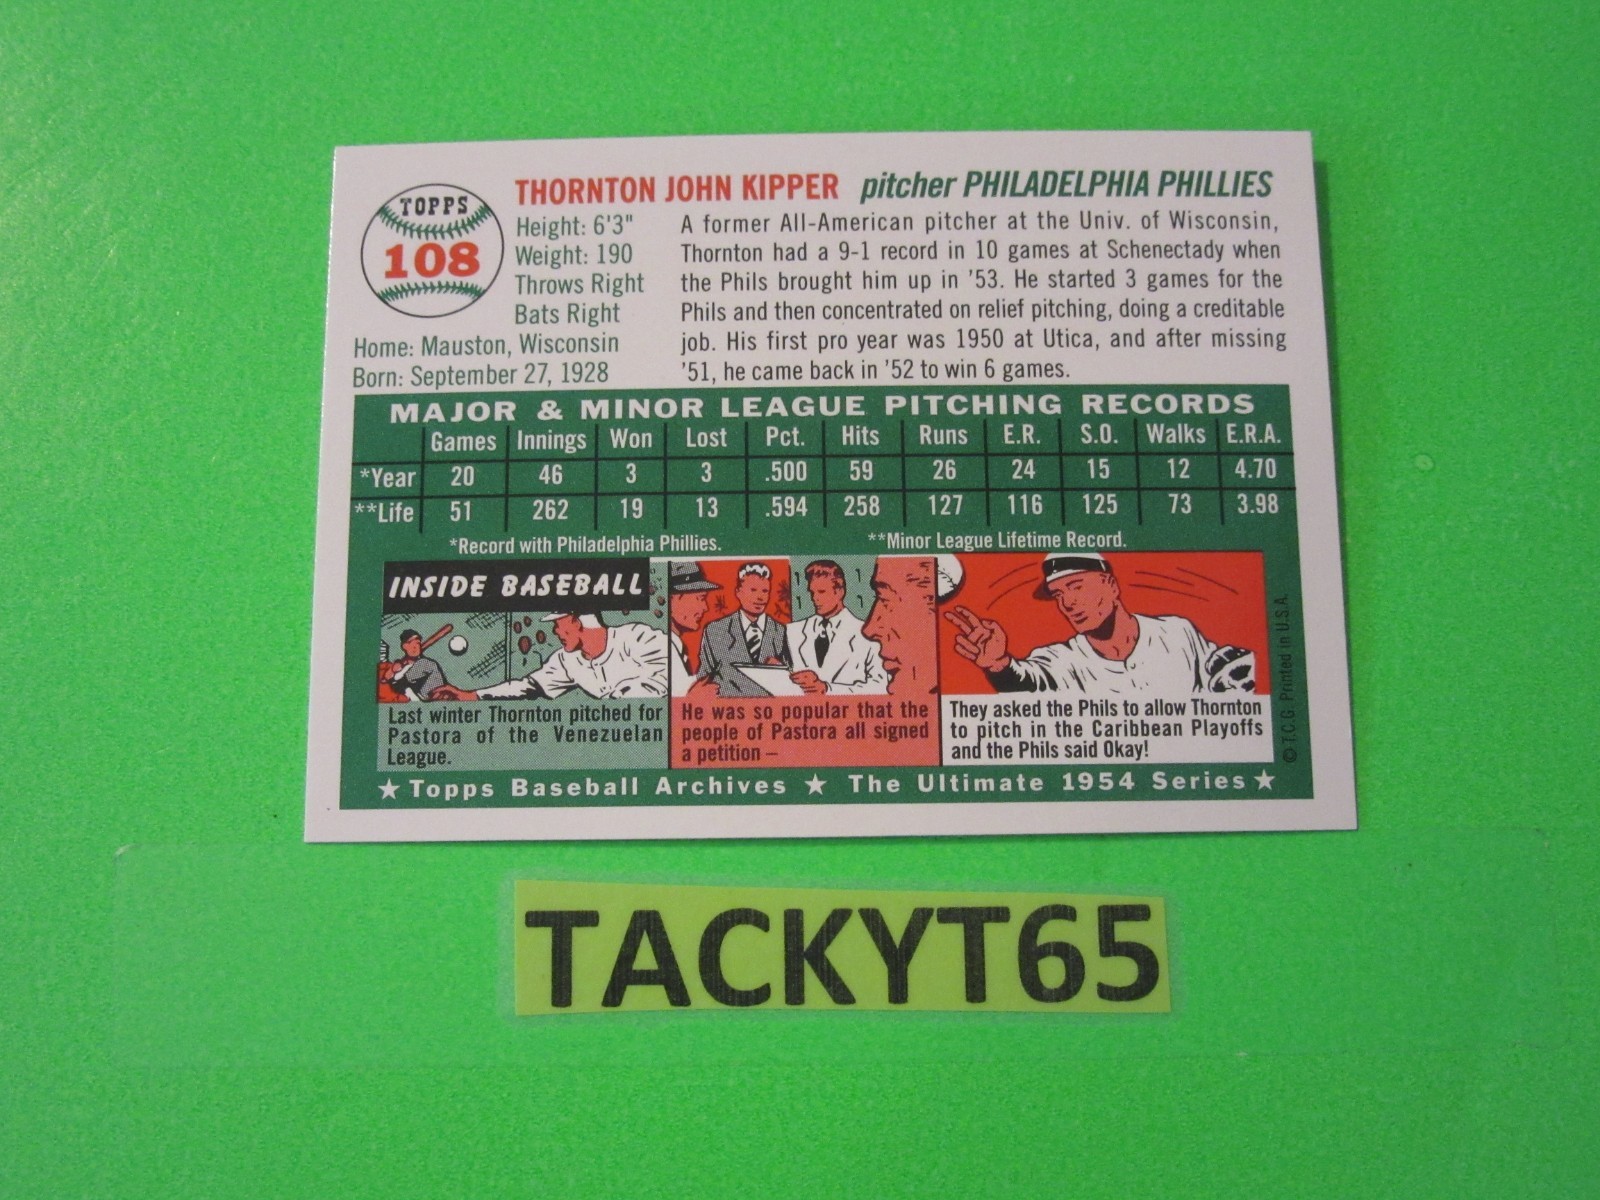 TOPPS
108
THORNTON JOHN KIPPER pitcher PHILADELPHIA PHILLIES
Height: 6'3"
Weight: 190
Throws Right
Bats Right
Home: Mauston, Wisconsin
Born: September 27, 1928
A former All-American pitcher at the Univ. of Wisconsin,
Thornton had a 9-1 record in 10 games at Schenectady when
the Phils brought him up in '53. He started 3 games for the
Phils and then concentrated on relief pitching, doing a creditable
job. His first pro year was 1950 at Utica, and after missing
'51, he came back in '52 to win 6 games.
MAJOR & MINOR LEAGUE PITCHING RECORDS
Games Innings Won Lost Pct. Hits Runs E.R. S.O. Walks E.R.A.
*Year 20 46 3 3 .500 59 26 24 15 12 4.70
**Life 51 262 19 13 .594 258 127 116 125 73 3.98
*Record with Philadelphia Phillies. **Minor League Lifetime Record.
INSIDE BASEBALL
Last winter Thornton pitched for
Pastora of the Venezuelan
League.
He was so popular that the
people of Pastora all signed
a petition –
They asked the Phils to allow Thornton
to pitch in the Caribbean Playoffs
and the Phils said Okay!
© T.C.G. Printed in U.S.A.
★ Topps Baseball Archives ★ The Ultimate 1954 Series ★
TACKYT65